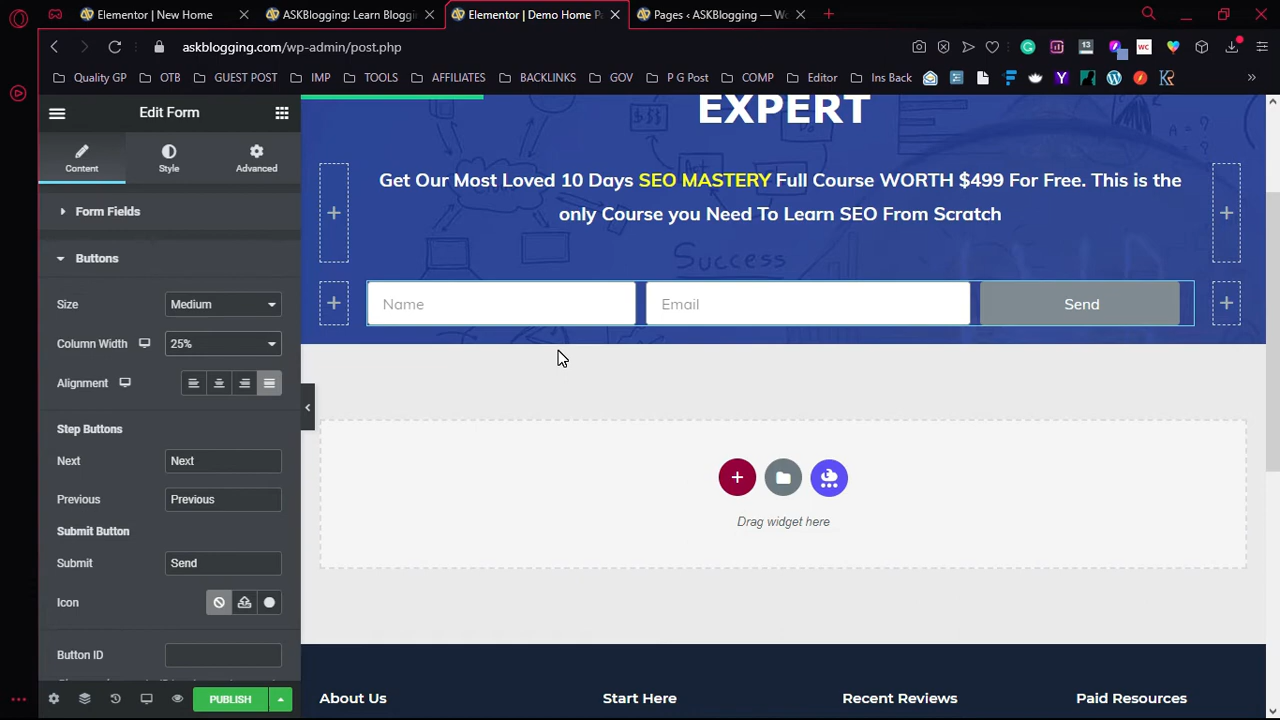 Elementor | New Home
ASKBlogging: Learn Bloggin
Elementor | Demo Home P
Pages ‹ ASKBlogging — Wo
askblogging.com/wp-admin/post.php
13
WC
Quality GP
OTB
GUEST POST
IMP
TOOLS
AFFILIATES
BACKLINKS
GOV
P G Post
COMP
Editor
Ins Back
»
Edit Form
Content
Style
Advanced
Form Fields
Buttons
Size
Medium
Column Width
25%
Alignment
Step Buttons
Next
Next
Previous
Previous
Submit Button
Submit
Send
Icon
Button ID
PUBLISH
EXPERT
Get Our Most Loved 10 Days SEO MASTERY Full Course WORTH $499 For Free. This is the
only Course you Need To Learn SEO From Scratch
Success
Name
Email
Send
Drag widget here
About Us
Start Here
Recent Reviews
Paid Resources